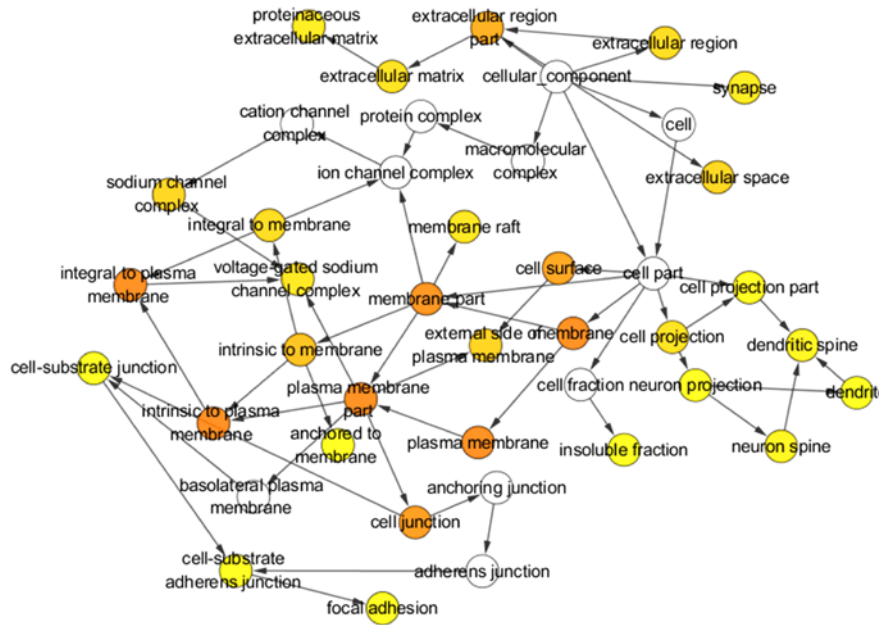 proteinaceous
extracellular matrix
extracellular region
part
extracellular region
extracellular matrix
cellular_component
synapse
cation channel
complex
protein complex
cell
macromolecular
complex
ion channel complex
extracellular space
sodium channel
complex
integral to membrane
membrane raft
integral to plasma
membrane
voltage-gated sodium
channel complex
cell surface
cell part
cell projection part
membrane part
external side of
plasma membrane
membrane
cell projection
dendritic spine
intrinsic to membrane
cell-substrate junction
plasma membrane
part
cell fraction
neuron projection
dendrite
intrinsic to plasma
membrane
anchored to
membrane
plasma membrane
insoluble fraction
neuron spine
basolateral plasma
membrane
anchoring junction
cell junction
cell-substrate
adherens junction
adherens junction
focal adhesion